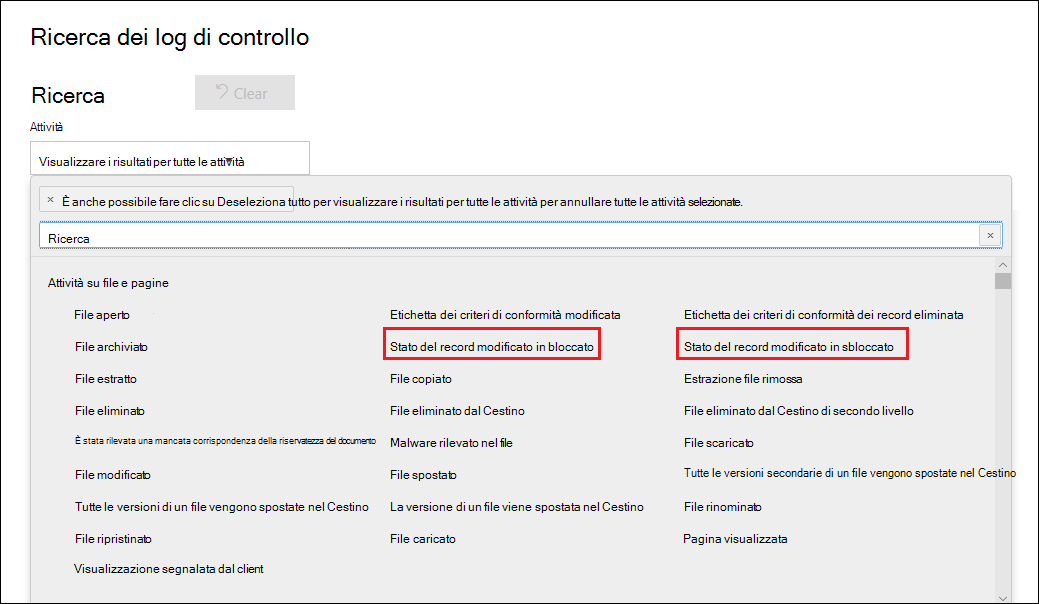 Ricerca dei log di controllo
Ricerca Clear
Attività
Visualizzare i risultati per tutte le attività
× È anche possibile fare clic su Deseleziona tutto per visualizzare i risultati per tutte le attività per annullare tutte le attività selezionate.
Ricerca ×
Attività su file e pagine
File aperto Etichetta dei criteri di conformità modificata Etichetta dei criteri di conformità dei record eliminata
File archiviato Stato del record modificato in bloccato Stato del record modificato in sbloccato
File estratto File copiato Estrazione file rimossa
File eliminato File eliminato dal Cestino File eliminato dal Cestino di secondo livello
È stata rilevata una mancata corrispondenza della riservatezza del documento Malware rilevato nel file File scaricato
File modificato File spostato Tutte le versioni secondarie di un file vengono spostate nel Cestino
Tutte le versioni di un file vengono spostate nel Cestino La versione di un file viene spostata nel Cestino File rinominato
File ripristinato File caricato Pagina visualizzata
Visualizzazione segnalata dal client